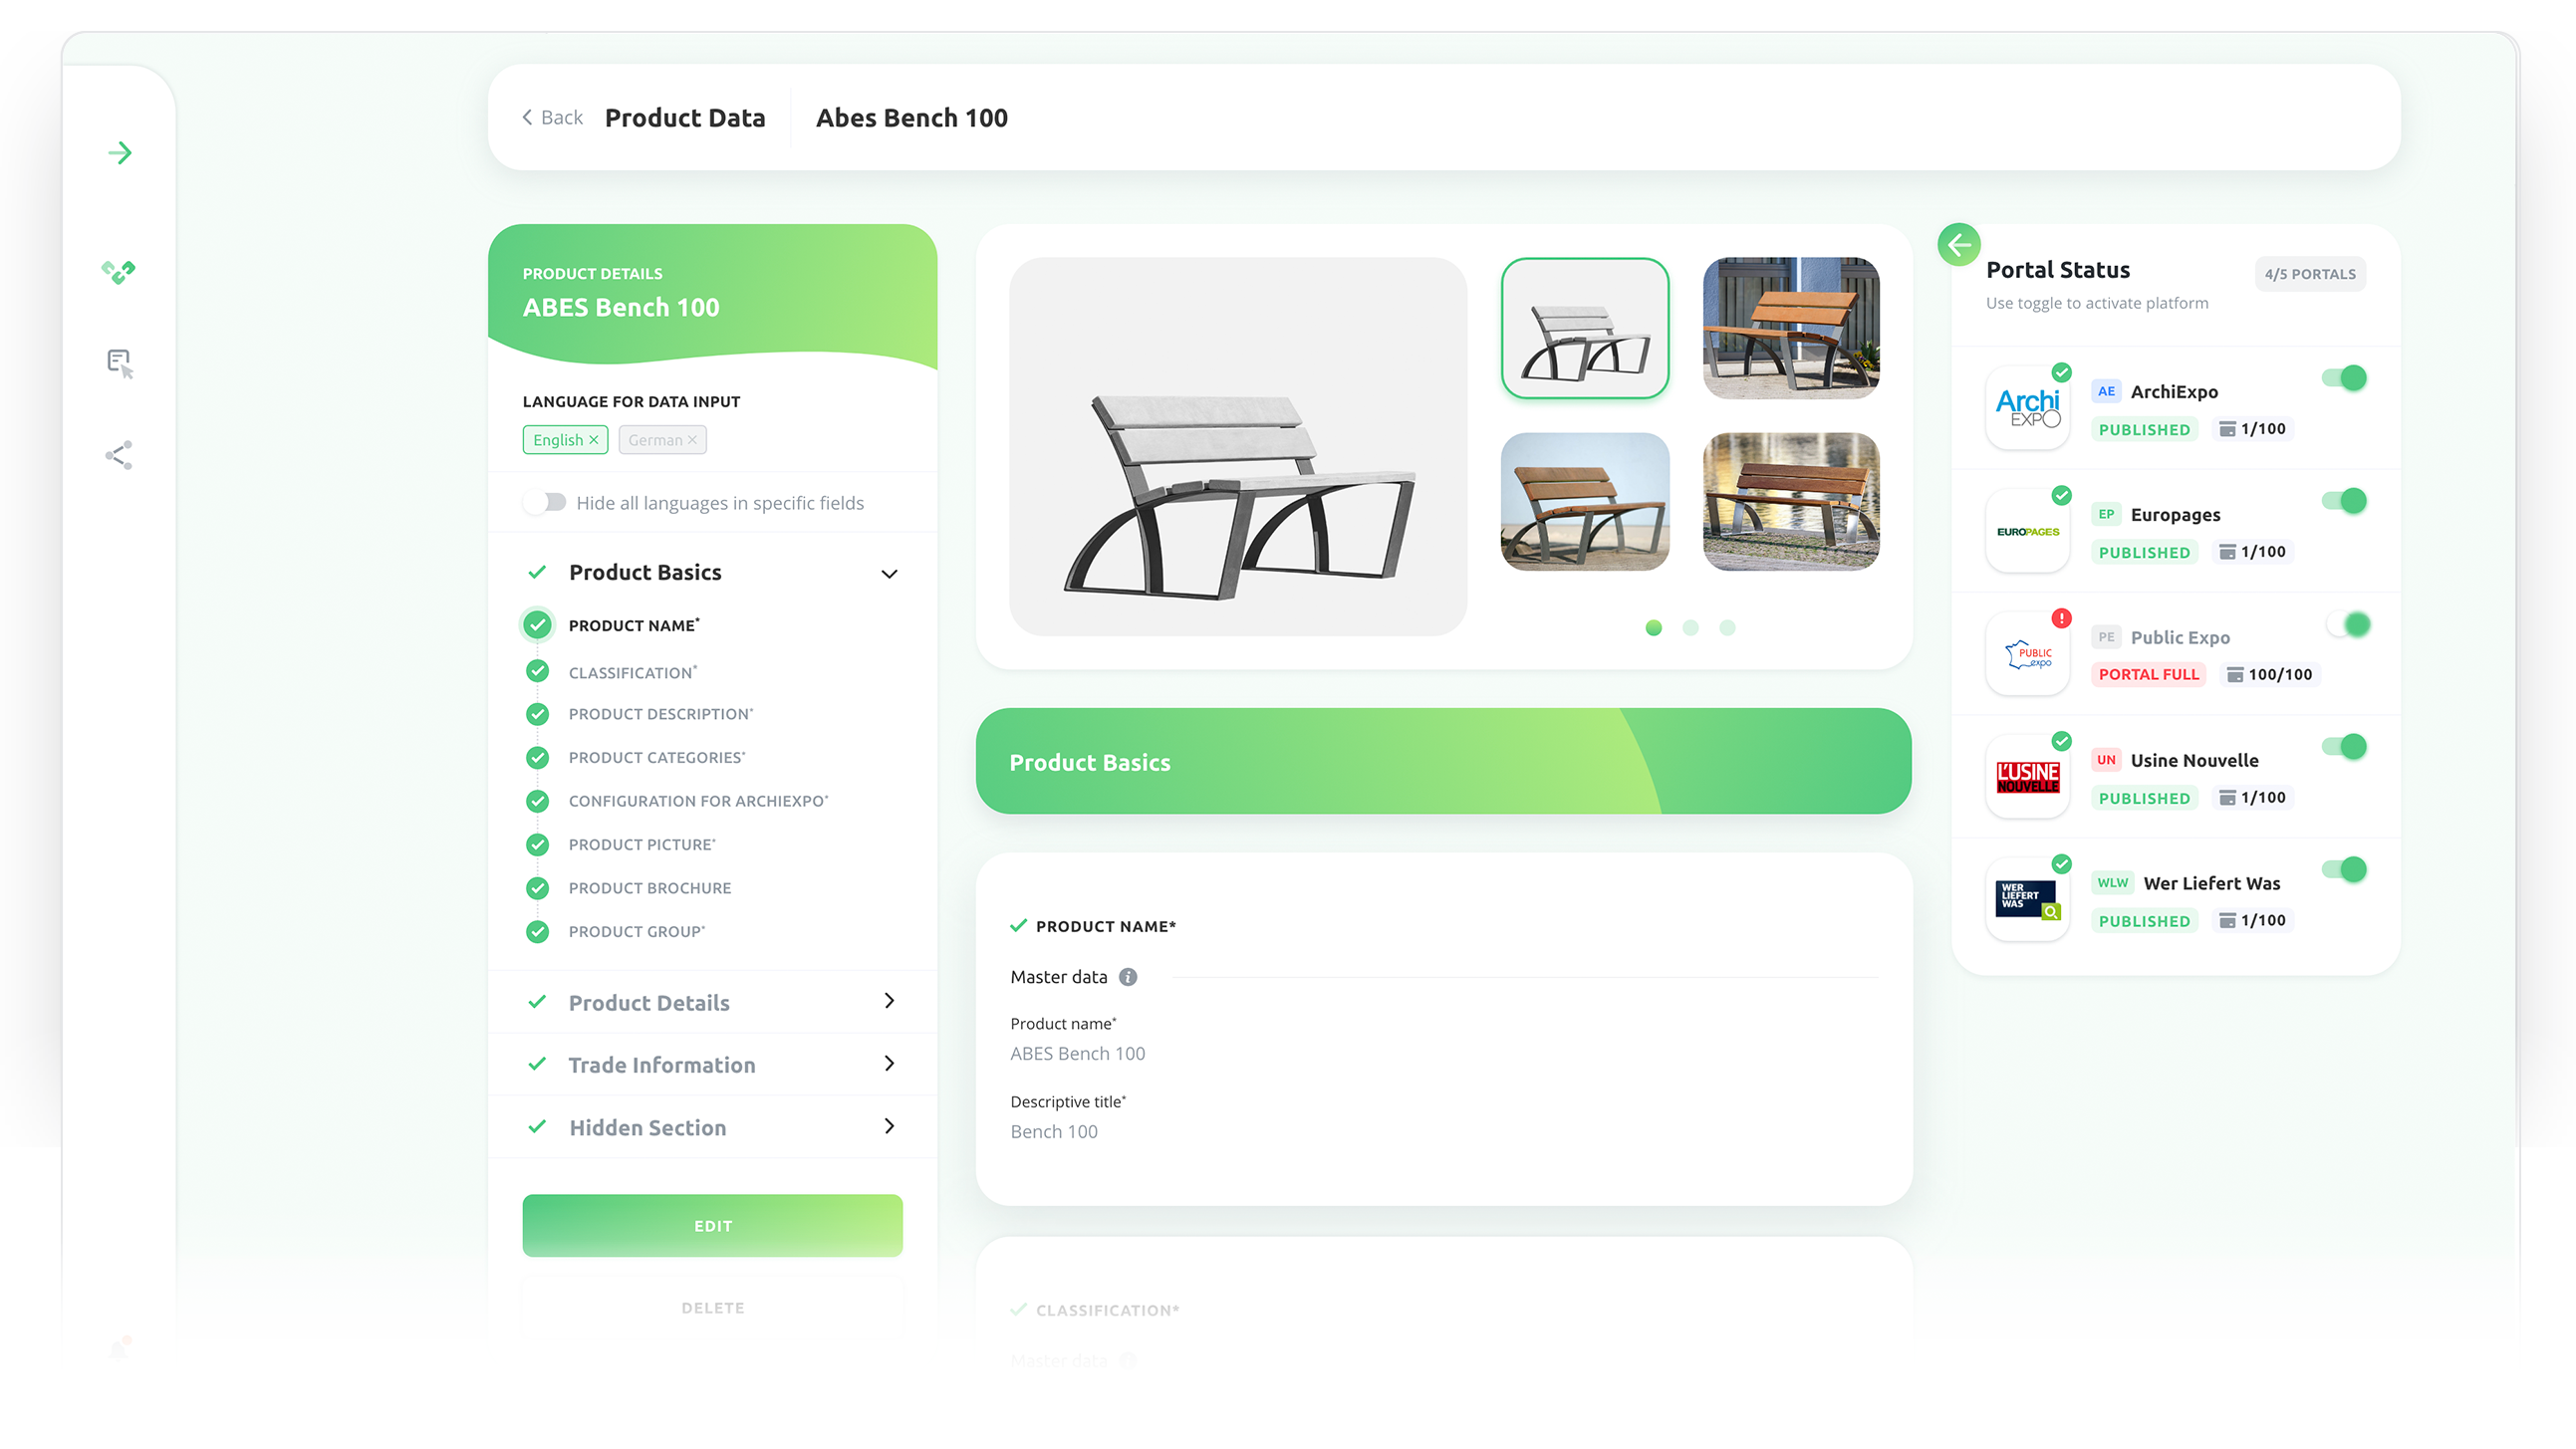 Back Product Data Abes Bench 100
PRODUCT DETAILS
ABES Bench 100
LANGUAGE FOR DATA INPUT
English × German ×
Hide all languages in specific fields
Product Basics
PRODUCT NAME*
CLASSIFICATION*
PRODUCT DESCRIPTION*
PRODUCT CATEGORIES*
CONFIGURATION FOR ARCHIEXPO*
PRODUCT PICTURE*
PRODUCT BROCHURE
PRODUCT GROUP*
Product Details
Trade Information
Hidden Section
EDIT
DELETE
Product Basics
PRODUCT NAME*
Master data i
Product name*
ABES Bench 100
Descriptive title*
Bench 100
CLASSIFICATION*
Master data
Portal Status
4/5 PORTALS
Use toggle to activate platform
Archi
EXPO
AE ArchiExpo
PUBLISHED 1/100
EUROPAGES
EP Europages
PUBLISHED 1/100
PUBLIC
expo
PE Public Expo
PORTAL FULL 100/100
L'USINE
NOUVELLE
UN Usine Nouvelle
PUBLISHED 1/100
WER
LIEFERT
WAS
WLW Wer Liefert Was
PUBLISHED 1/100